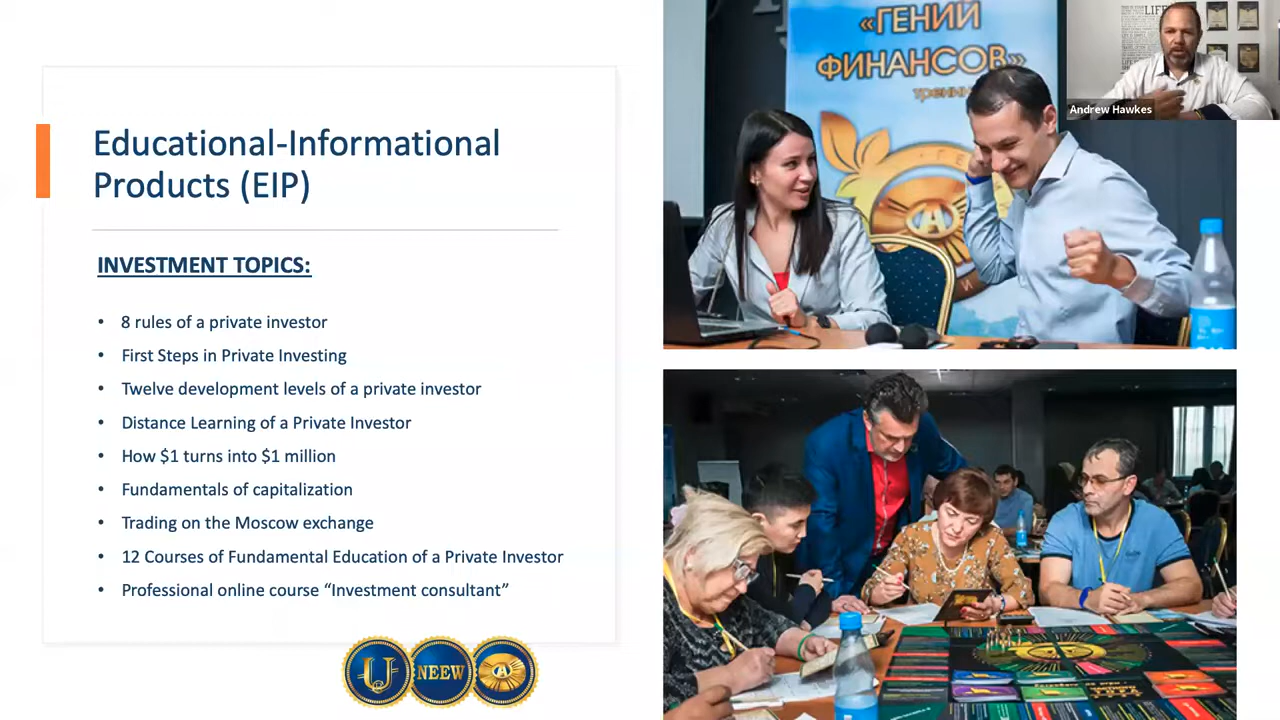 Educational-Informational
Products (EIP)
INVESTMENT TOPICS:
• 8 rules of a private investor
• First Steps in Private Investing
• Twelve development levels of a private investor
• Distance Learning of a Private Investor
• How $1 turns into $1 million
• Fundamentals of capitalization
• Trading on the Moscow exchange
• 12 Courses of Fundamental Education of a Private Investor
• Professional online course “Investment consultant”
U
NEEW
A
«ГЕНИЙ
ФИНАНСОВ»
LIFE
Andrew Hawkes